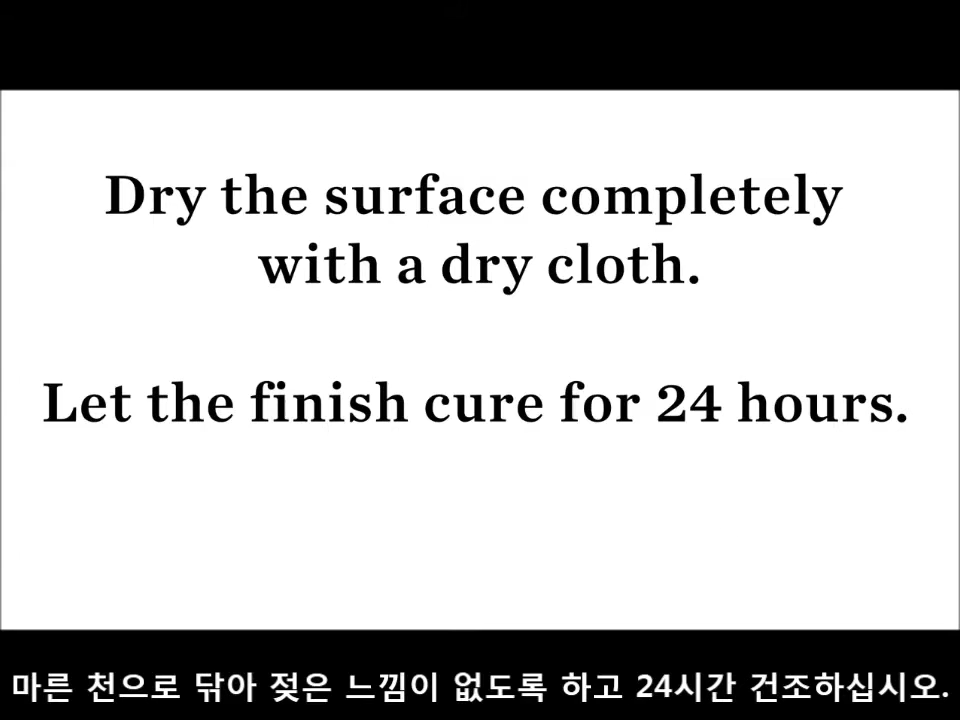 Dry the surface completely
with a dry cloth.
Let the finish cure for 24 hours.
마른 천으로 닦아 젖은 느낌이 없도록 하고 24시간 건조하십시오.